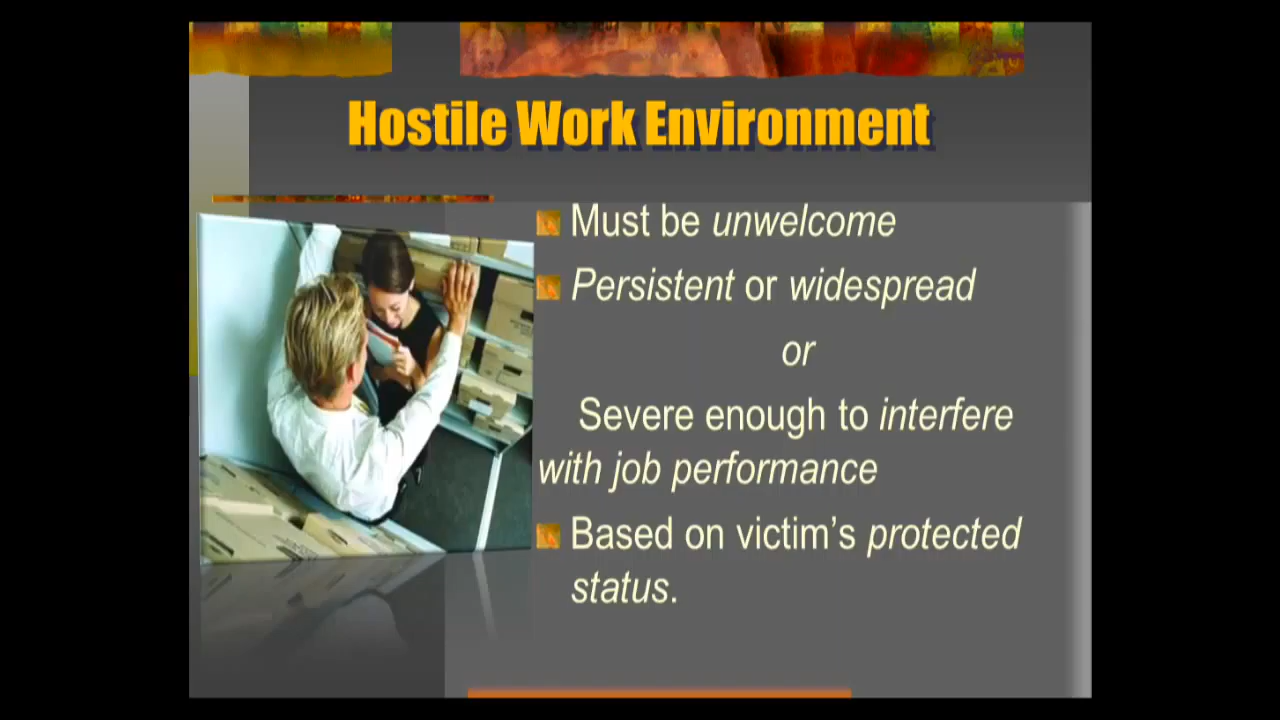 Hostile Work Environment
Must be unwelcome
Persistent or widespread
or
Severe enough to interfere
with job performance
Based on victim’s protected
status.